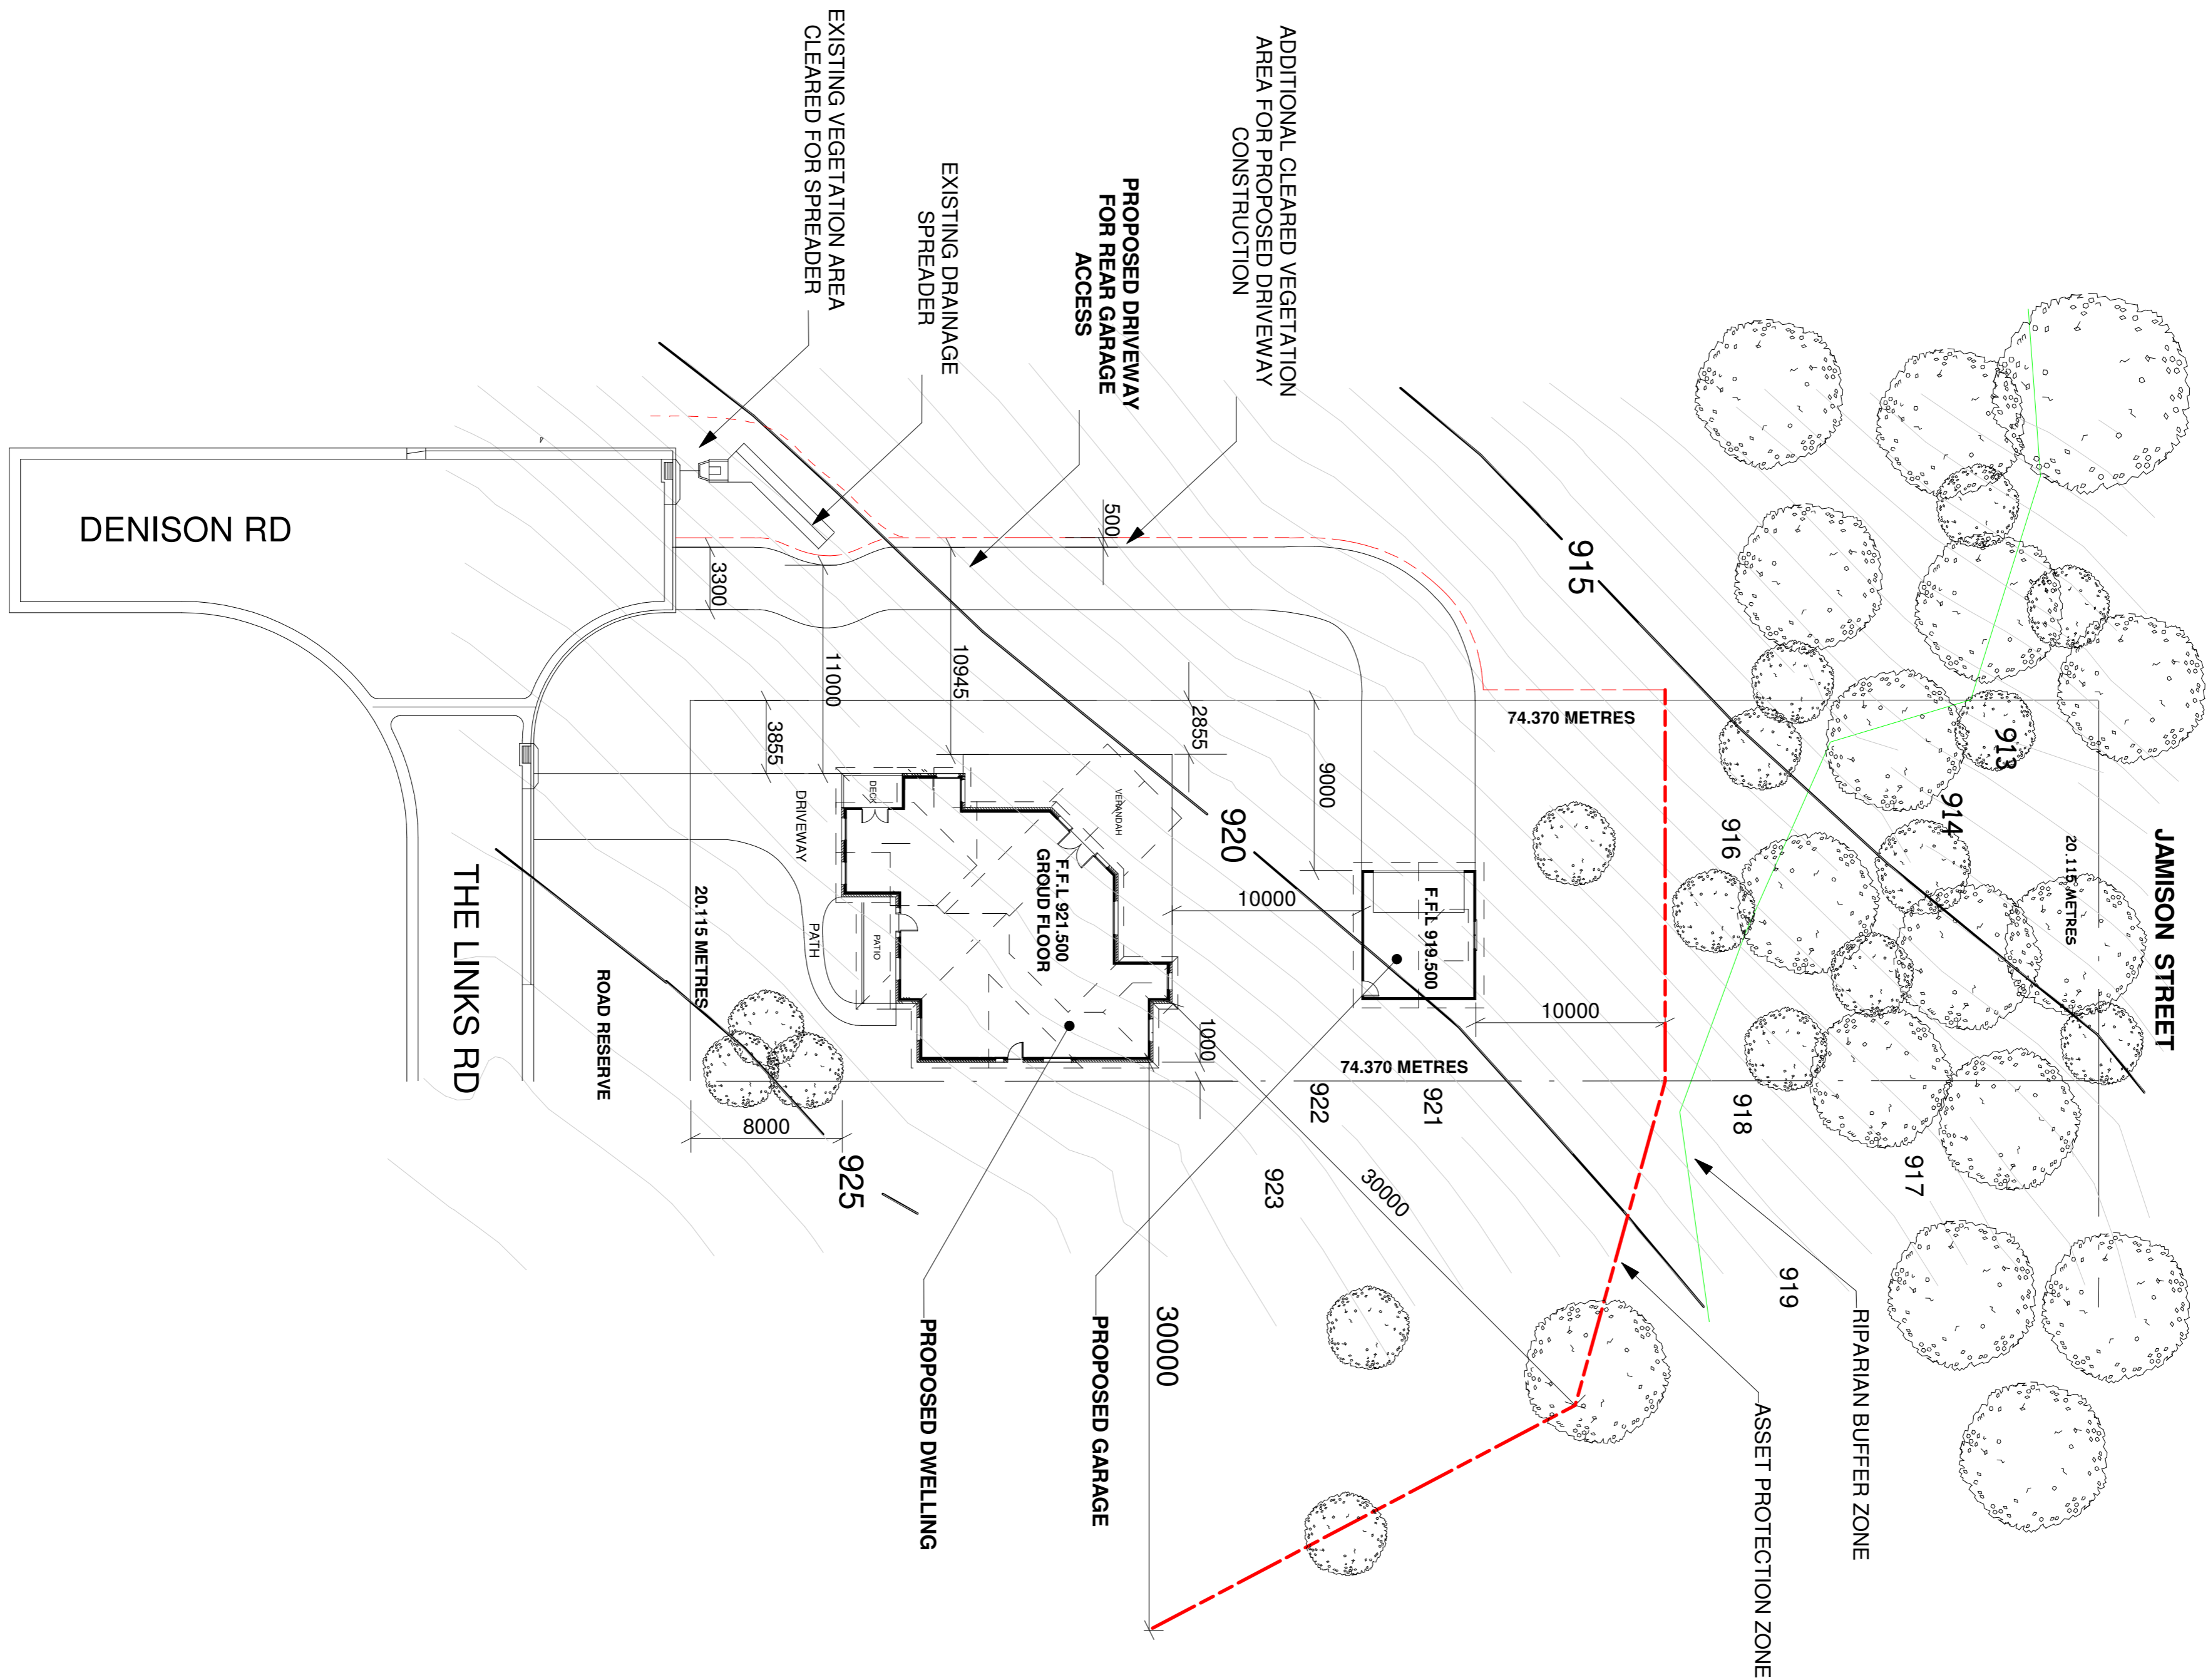 EXISTING VEGETATION AREA
CLEARED FOR SPREADER
EXISTING DRAINAGE
SPREADER
PROPOSED DRIVEWAY
FOR REAR GARAGE
ACCESS
ADDITIONAL CLEARED VEGETATION
AREA FOR PROPOSED DRIVEWAY
CONSTRUCTION
DENISON RD
THE LINKS RD
ROAD RESERVE
JAMISON STREET
20.115 METRES
20.115 METRES
74.370 METRES
74.370 METRES
3300
500
11000
10945
3855
2855
9000
10000
10000
1000
8000
30000
30000
DECK
DRIVEWAY
VERANDAH
PATIO
PATH
F.F.L 921.500
GROUD FLOOR
F.F.L 919.500
915
920
925
913
914
916
917
918
919
921
922
923
PROPOSED DWELLING
PROPOSED GARAGE
RIPARIAN BUFFER ZONE
ASSET PROTECTION ZONE